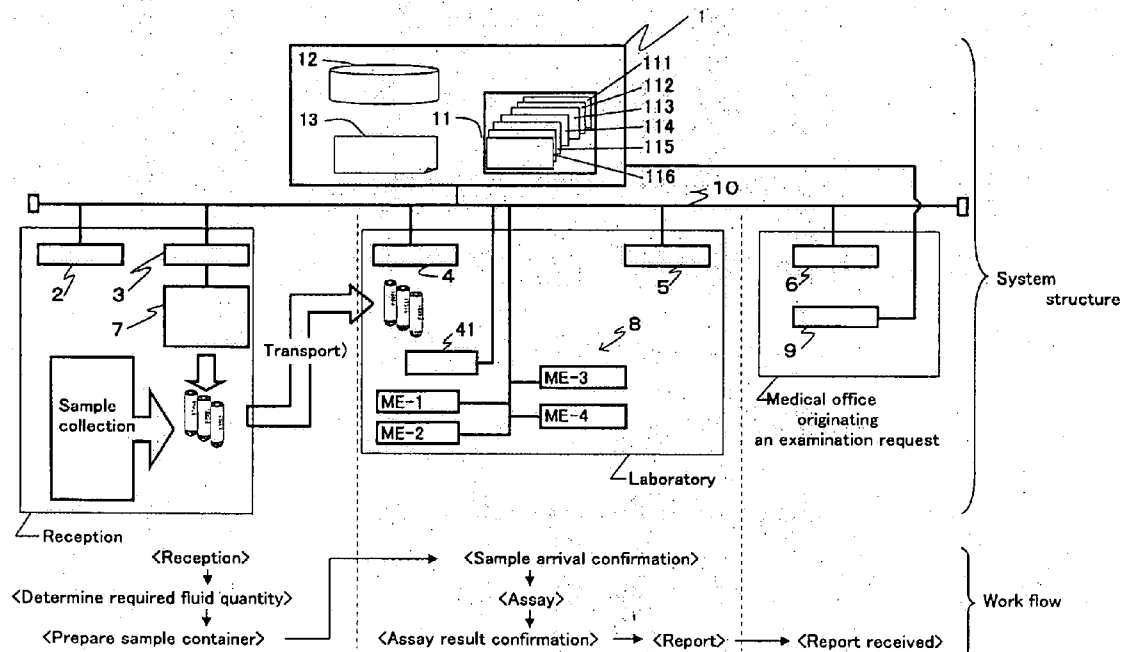 1
12
111
112
113
13
11
114
115
116
10
2
3
4
5
6
System
structure
7
Transport)
41
8
9
ME-3
Sample
collection
ME-1
ME-4
ME-2
Medical office
originating
an examination request
Laboratory
Reception
<Reception>
<Sample arrival confirmation>
<Determine required fluid quantity>
<Assay>
Work flow
<Prepare sample container>
<Assay result confirmation>
<Report>
<Report received>